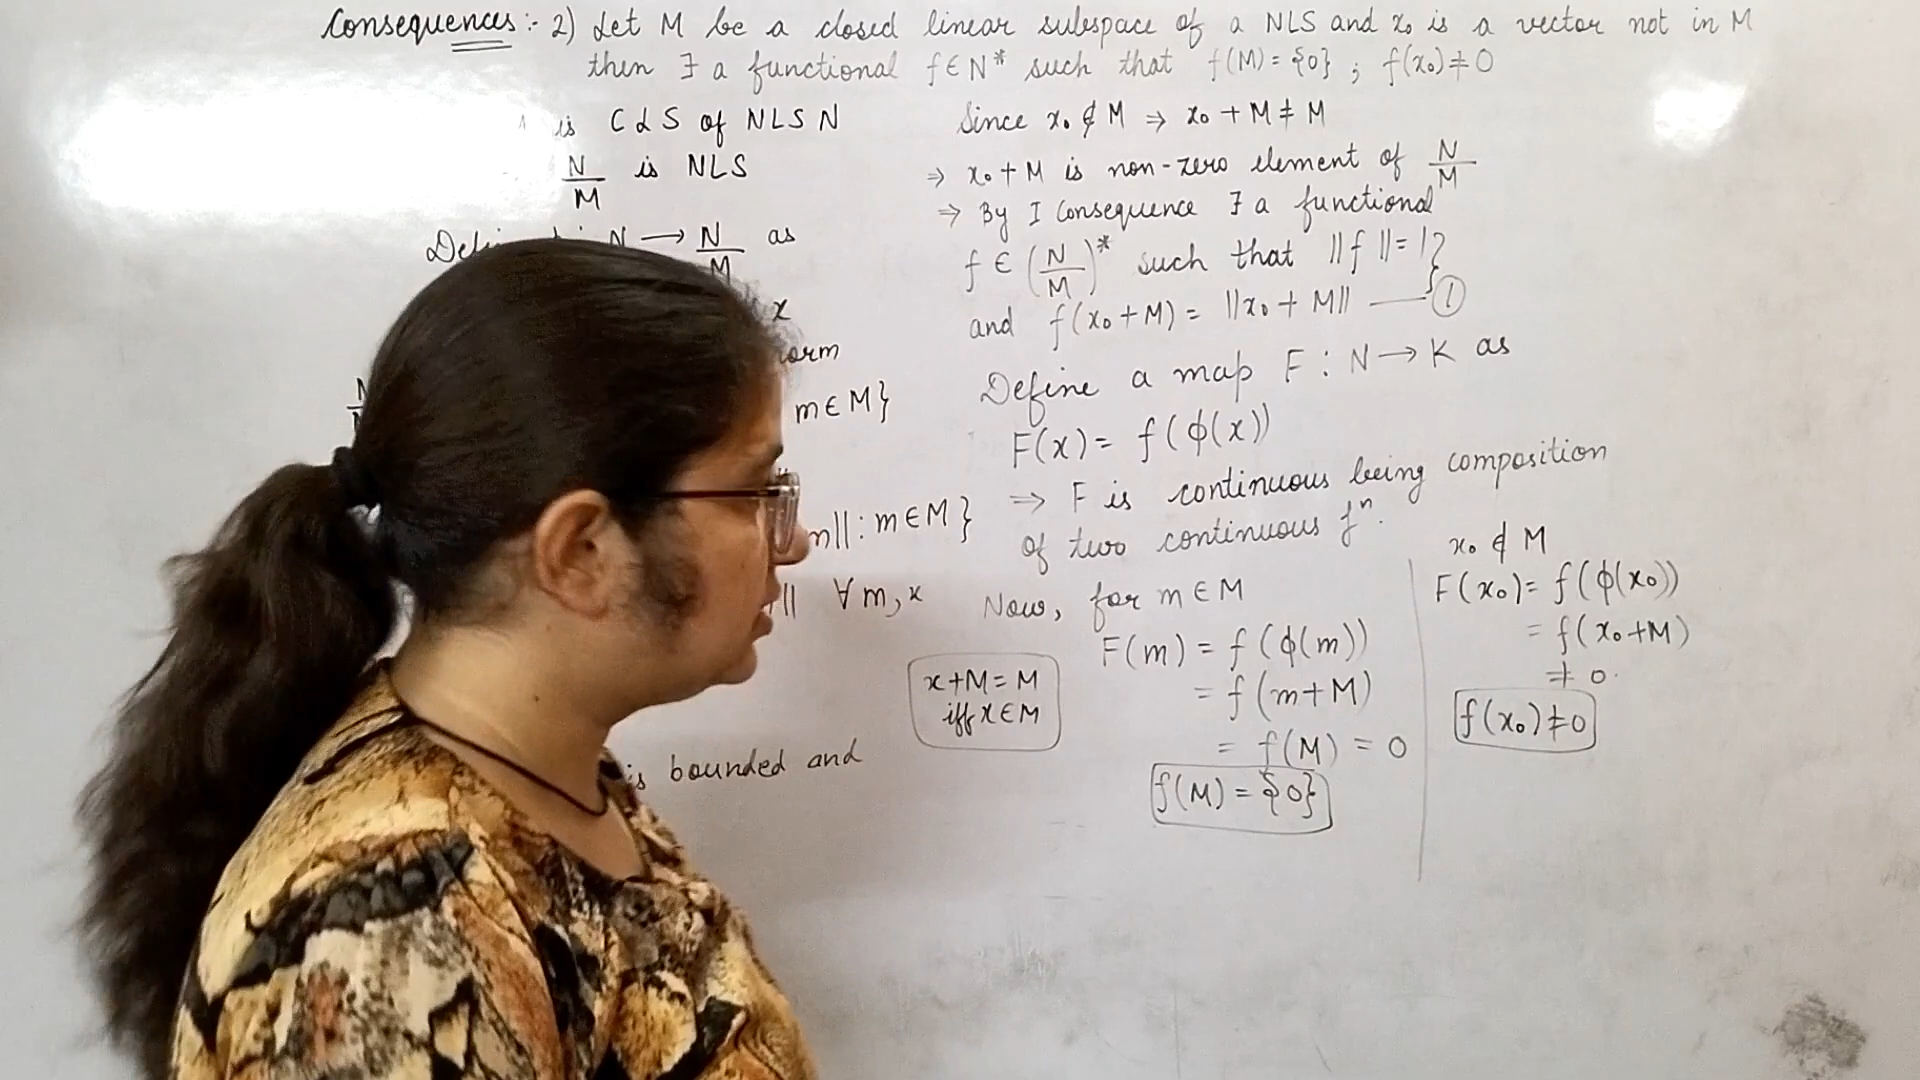 Consequences :- 2) Let M be a closed linear subspace of a NLS and x₀ is a vector not in M
then ∃ a functional f ∈ N* such that f(M) = {0} ; f(x₀) ≠ 0
is C L S of NLS N
N/M is NLS
N → N/M as
x
m ∈ M}
: m ∈ M }
|| ∀ m, x
is bounded and
Since x₀ ∉ M ⇒ x₀ + M ≠ M
⇒ x₀ + M is non-zero element of N/M
⇒ By I Consequence ∃ a functional
f ∈ (N/M)* such that ||f|| = 1 }
and f(x₀ + M) = ||x₀ + M|| —— ①
Define a map F : N → K as
F(x) = f(ϕ(x))
⇒ F is continuous being composition
of two continuous fⁿ.
Now, for m ∈ M
F(m) = f(ϕ(m))
= f(m+M)
= f(M) = 0
f(M) = {0}
x + M = M
iff x ∈ M
x₀ ∉ M
F(x₀) = f(ϕ(x₀))
= f(x₀+M)
≠ 0.
f(x₀) ≠ 0